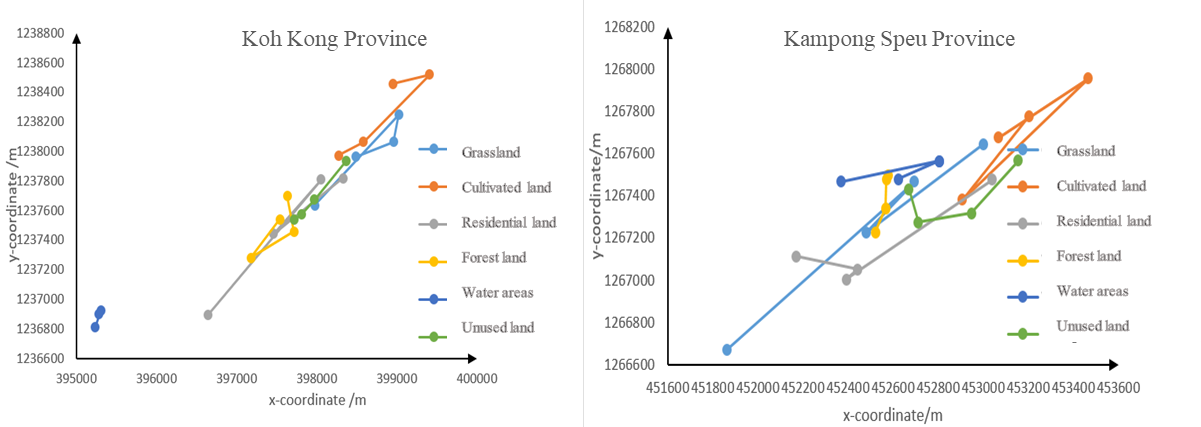 Koh Kong Province
1238800
1238600
1238400
1238200
1238000
1237800
1237600
1237400
1237200
1237000
1236800
1236600
y-coordinate /m
395000 396000 397000 398000 399000 400000
x-coordinate /m
Grassland
Cultivated land
Residential land
Forest land
Water areas
Unused land
Kampong Speu Province
1268200
1268000
1267800
1267600
1267400
1267200
1267000
1266800
1266600
y-coordinate/m
451600 451800 452000 452200 452400 452600 452800 453000 453200 453400 453600
x-coordinate/m
Grassland
Cultivated land
Residential land
Forest land
Water areas
Unused land